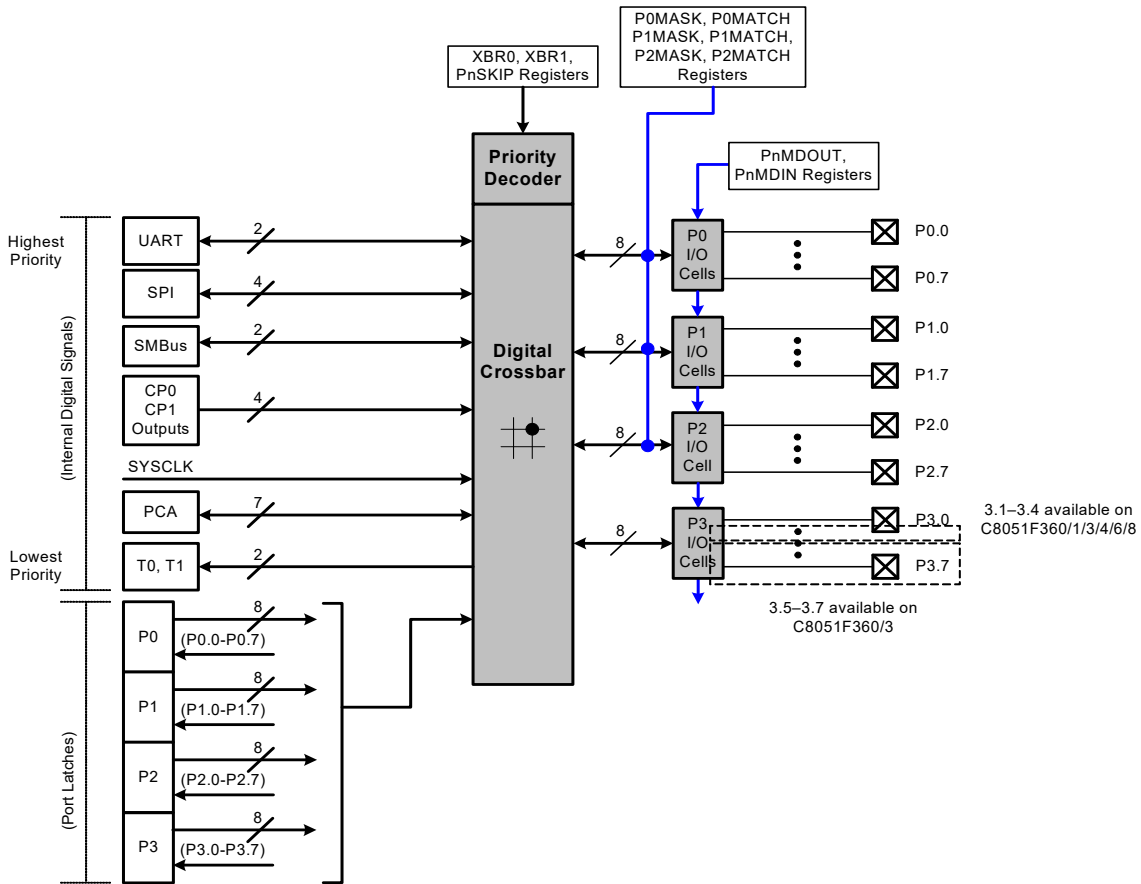 P0MASK, P0MATCH
P1MASK, P1MATCH,
P2MASK, P2MATCH
Registers
XBR0, XBR1,
PnSKIP Registers
PnMDOUT,
PnMDIN Registers
Priority
Decoder
Digital
Crossbar
Highest
Priority
(Internal Digital Signals)
Lowest
Priority
UART
2
SPI
4
SMBus
2
CP0
CP1
Outputs
4
SYSCLK
PCA
7
T0, T1
2
(Port Latches)
P0
8
(P0.0-P0.7)
P1
8
(P1.0-P1.7)
P2
8
(P2.0-P2.7)
P3
8
(P3.0-P3.7)
8
P0
I/O
Cells
P0.0
P0.7
8
P1
I/O
Cells
P1.0
P1.7
8
P2
I/O
Cell
P2.0
P2.7
8
P3
I/O
Cells
P3.0
P3.7
3.1–3.4 available on
C8051F360/1/3/4/6/8
3.5–3.7 available on
C8051F360/3